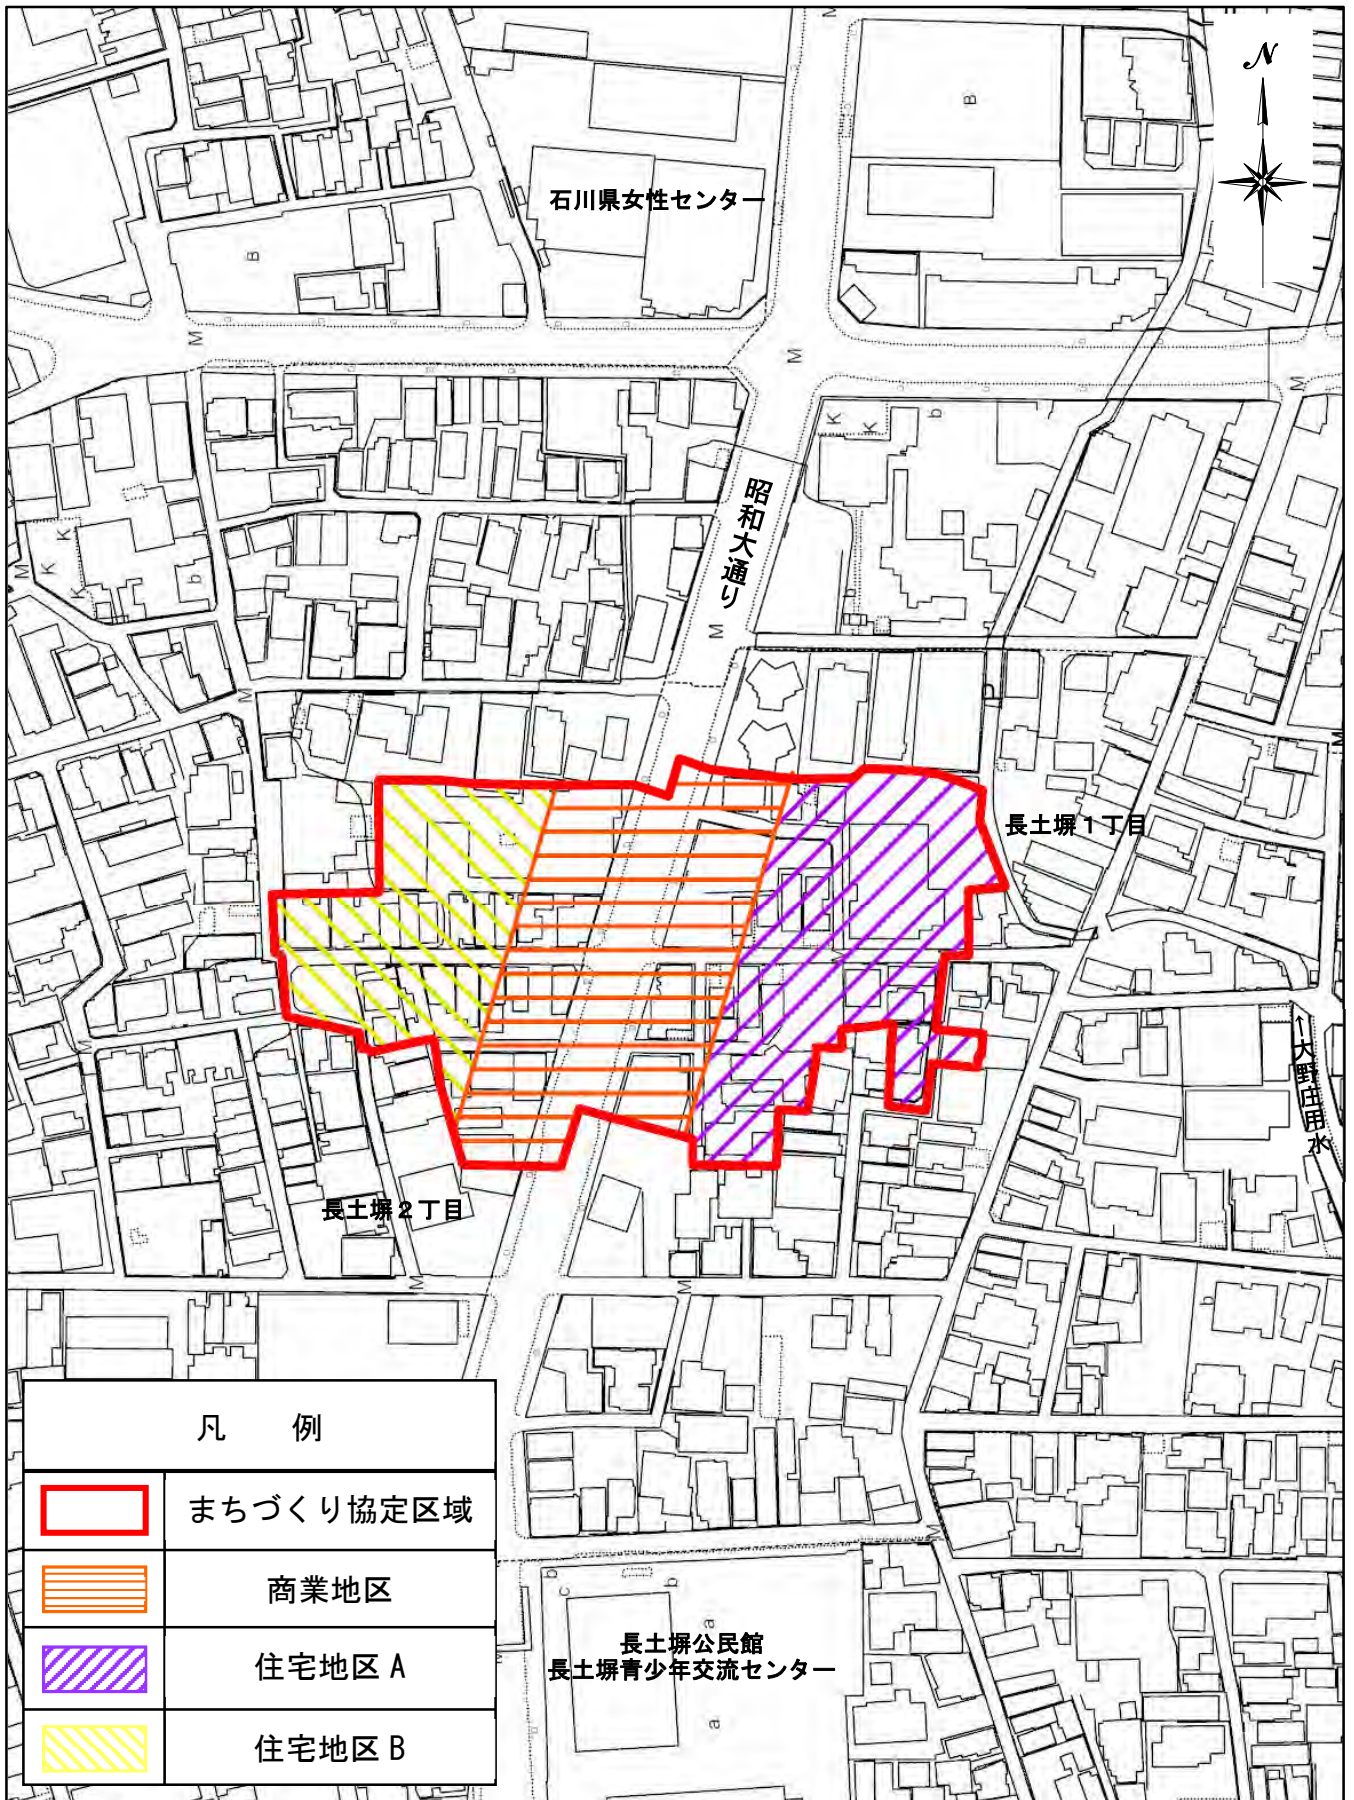 N
石川県女性センター
昭和大通り
長土塀1丁目
←大野庄用水
長土塀2丁目
凡 例
まちづくり協定区域
商業地区
住宅地区 A
住宅地区 B
長土塀公民館
長土塀青少年交流センター